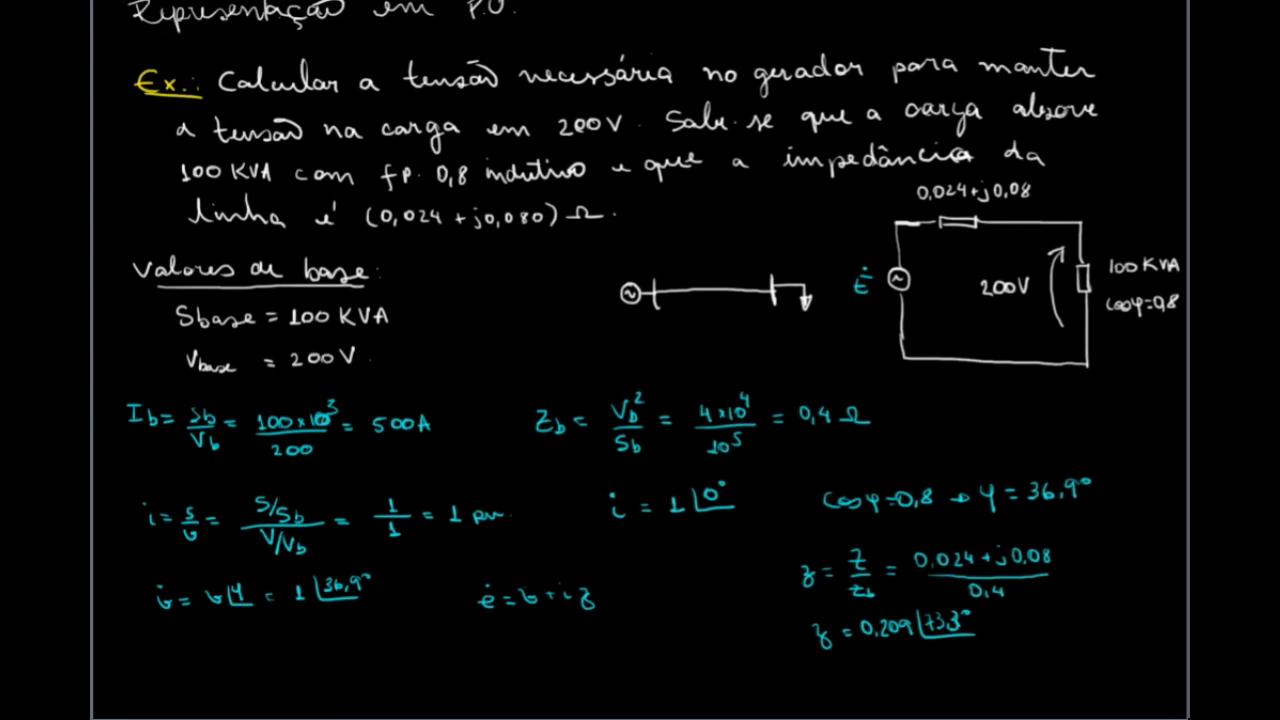 Representação em P.U.
Ex.: Calcular a tensão necessária no gerador para manter
a tensão na carga em 200V. Sabe-se que a carga absorve
100 KVA com fp. 0,8 indutivo e que a impedância da
linha é (0,024 + j0,080) Ω.
0,024+j0,08
Valores de base:
Sbase = 100 KVA
Vbase = 200V.
Ė
200V
100 KVA
cosφ=0,8
Ib = Sb/Vb = 100×10³/200 = 500A
Zb = Vb²/Sb = 4×10⁴/10⁵ = 0,4 Ω
i = s/v = S/Sb / V/Vb = 1/1 = 1 pu.
i = 1 |0°
cosφ=0,8 → φ = 36,9°
z = Z/Zb = 0,024+j0,08/0,4
v̇ = v|φ = 1 |36,9°
ė = v + i z
z = 0,209 |73,3°